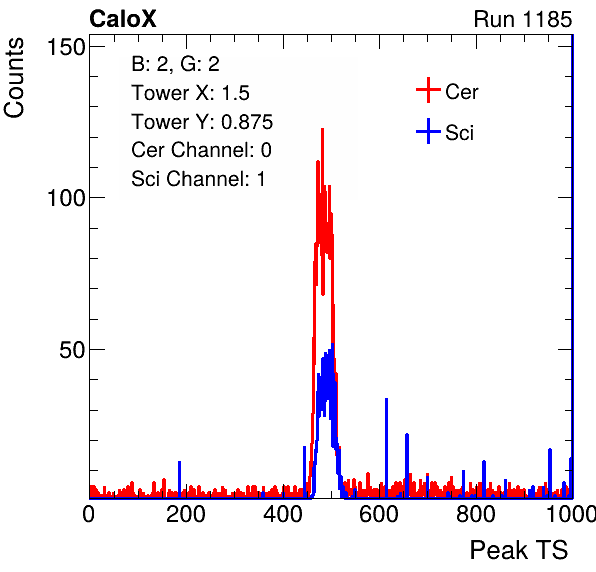 CaloX Run 1185
Counts
150
100
50
B: 2, G: 2
Tower X: 1.5
Tower Y: 0.875
Cer Channel: 0
Sci Channel: 1
Cer
Sci
0 200 400 600 800 1000
Peak TS